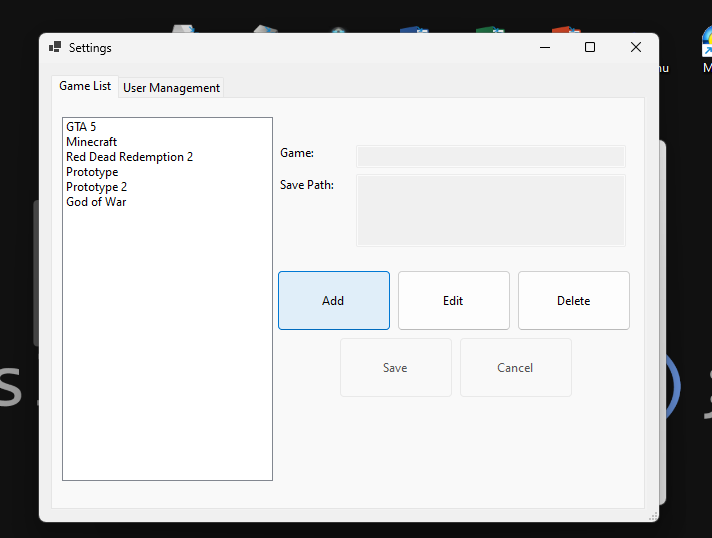 Settings
Game List
User Management
GTA 5
Minecraft
Red Dead Redemption 2
Prototype
Prototype 2
God of War
Game:
Save Path:
Add
Edit
Delete
Save
Cancel